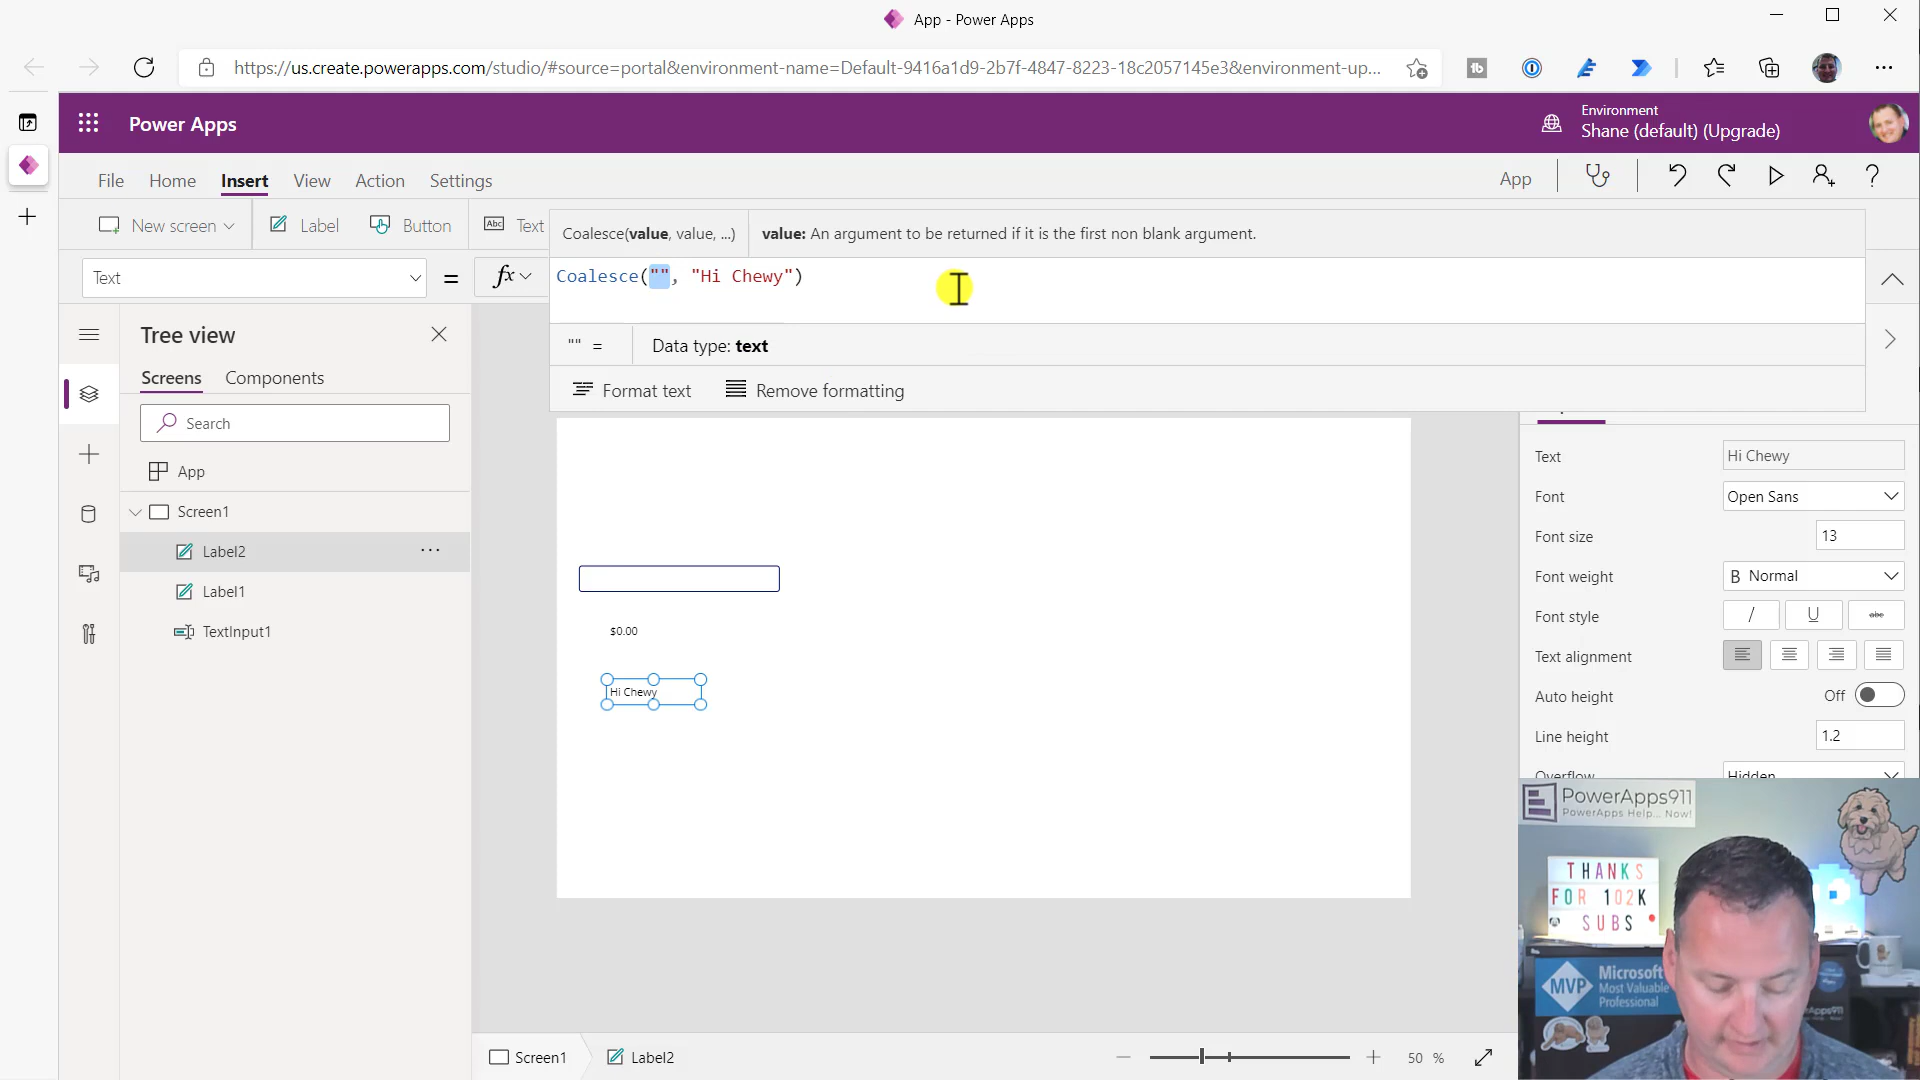 App - Power Apps
https://us.create.powerapps.com/studio/#source=portal&environment-name=Default-9416a1d9-2b7f-4847-8223-18c2057145e3&environment-up...
Power Apps
Environment
Shane (default) (Upgrade)
File Home Insert View Action Settings
App
New screen
Label
Button
Abc Text
Coalesce(value, value, ...)
value: An argument to be returned if it is the first non blank argument.
Text
= fx
Coalesce("", "Hi Chewy")
"" =
Data type: text
Format text
Remove formatting
Tree view
Screens Components
Search
App
Screen1
Label2
...
Label1
TextInput1
$0.00
Hi Chewy
Text
Hi Chewy
Font
Open Sans
Font size
13
Font weight
B Normal
Font style
/ U abc
Text alignment
Auto height
Off
Line height
1.2
Overflow
Hidden
PowerApps911
PowerApps Help... Now!
THANKS
FOR 102K
SUBS
MVP
Microsoft
Most Valuable
Professional
Screen1
Label2
50 %